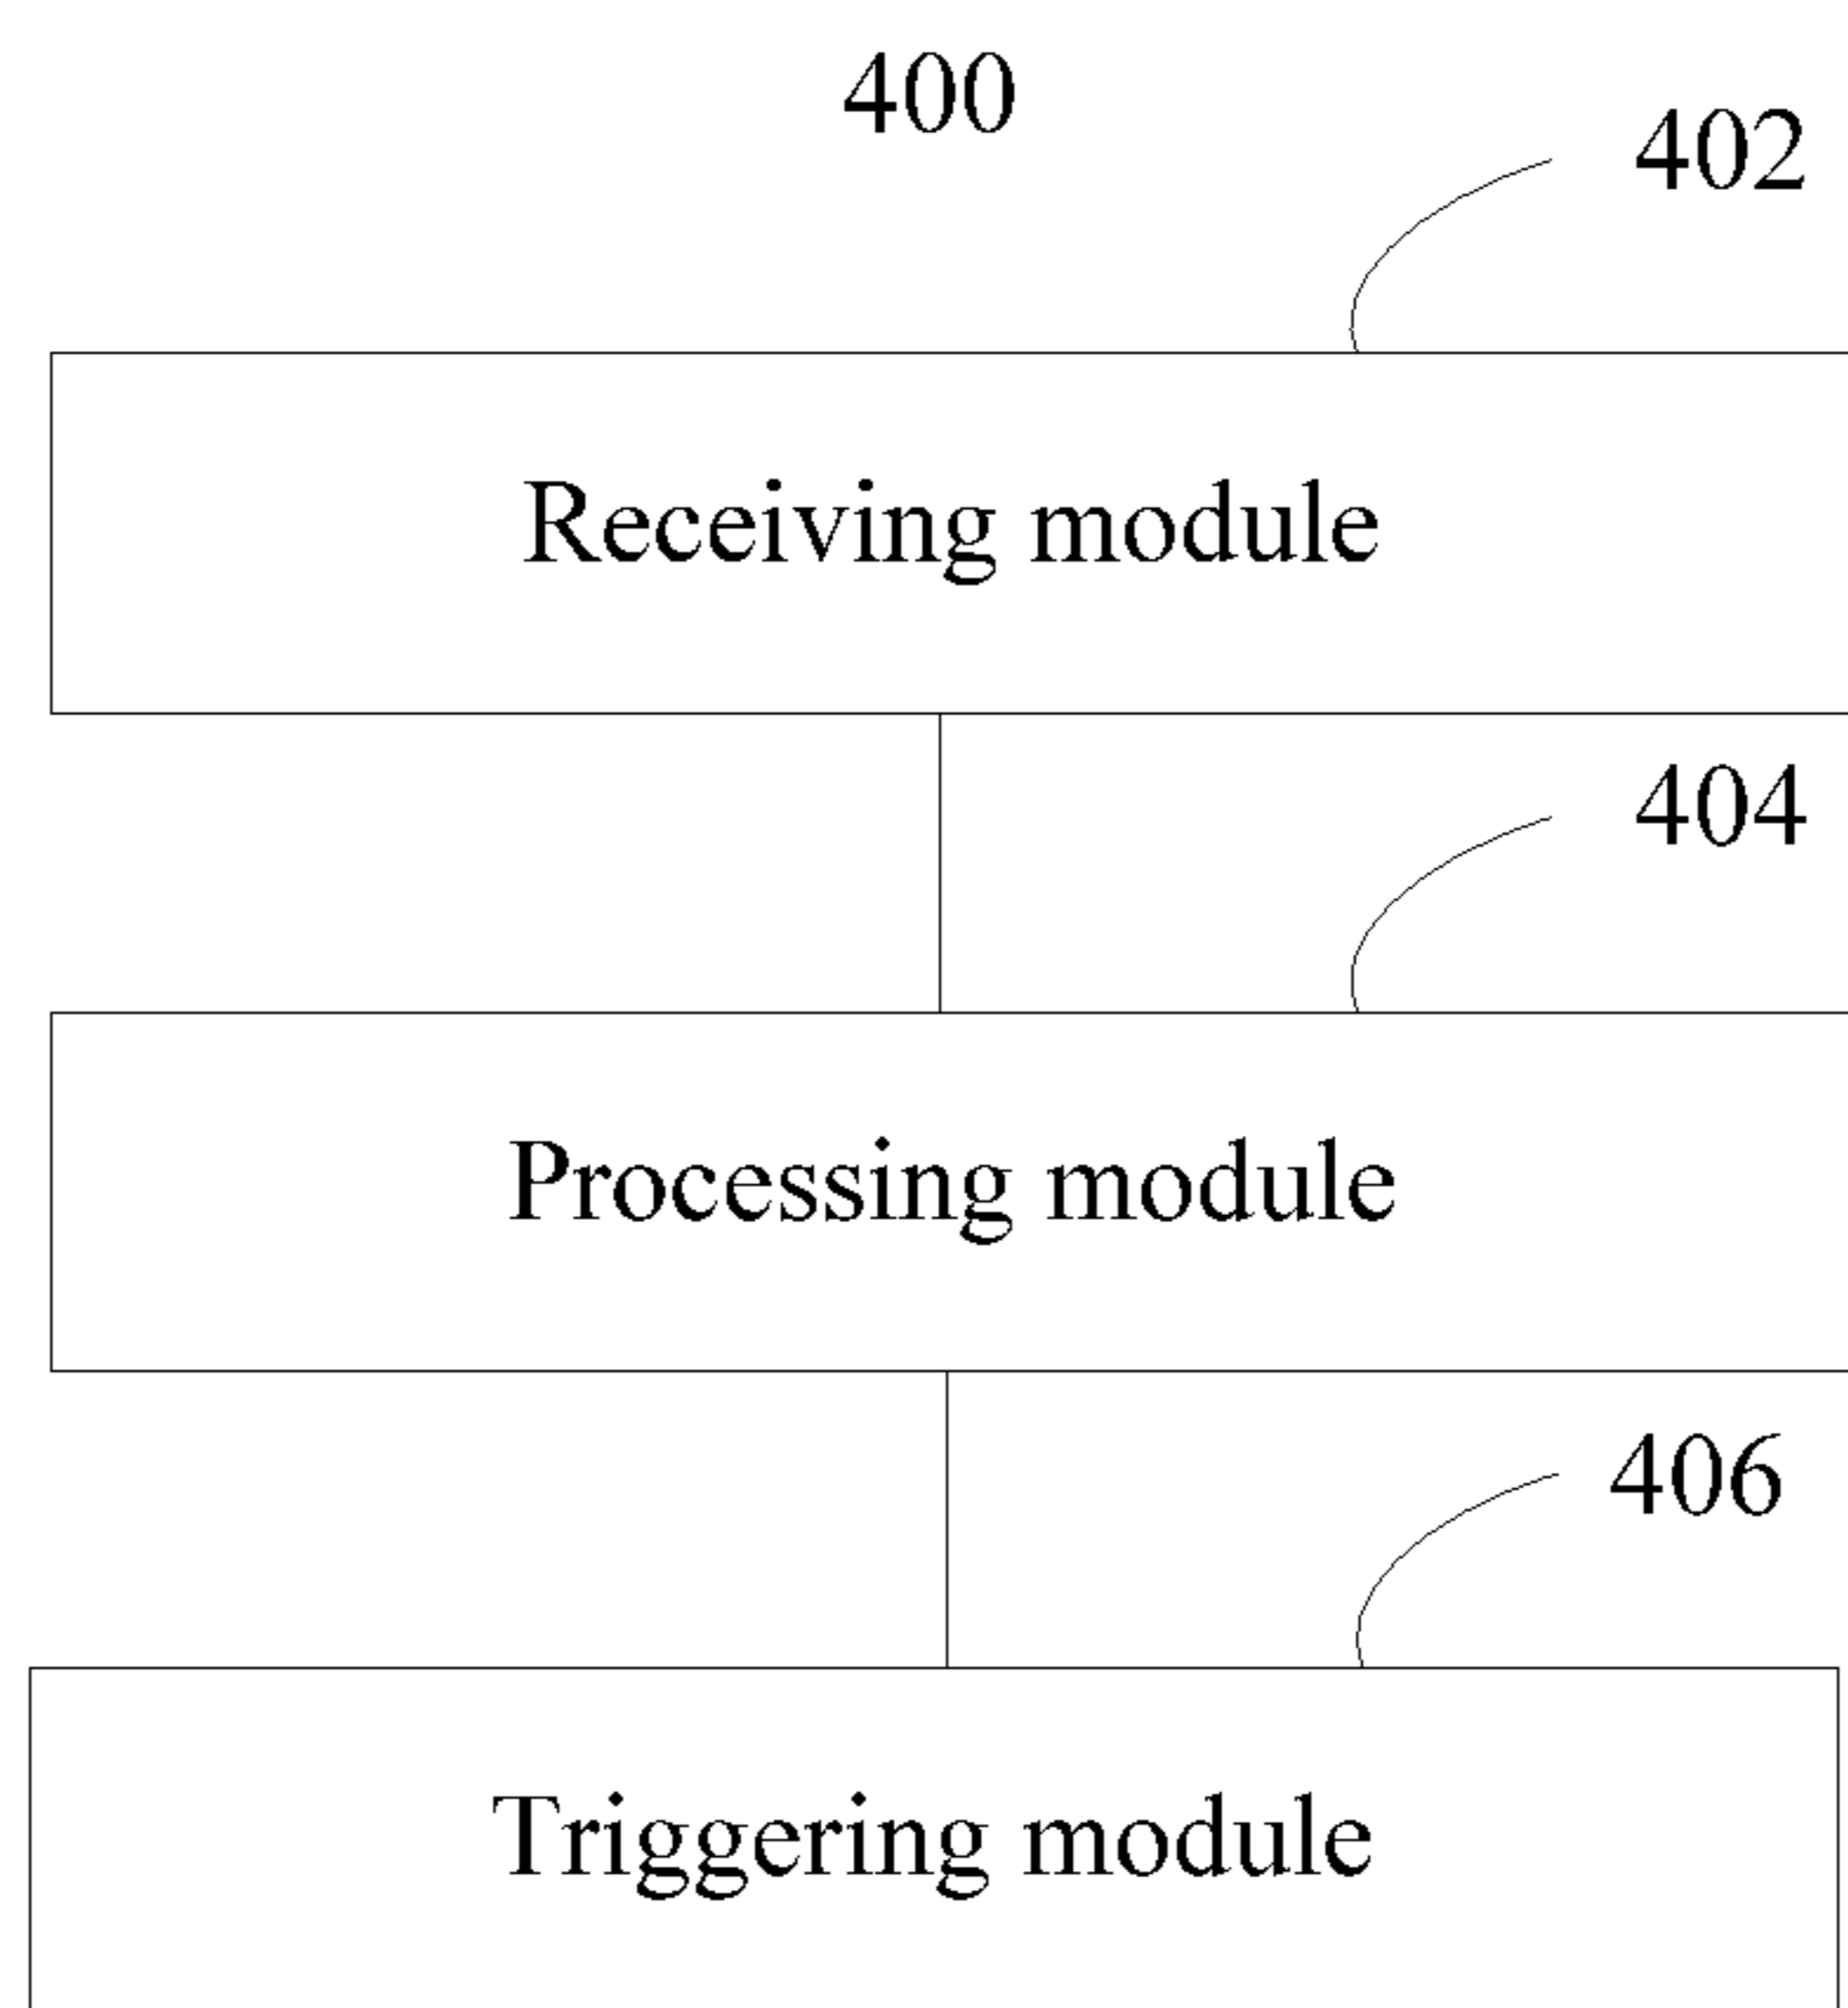 400
402
Receiving module
404
Processing module
406
Triggering module